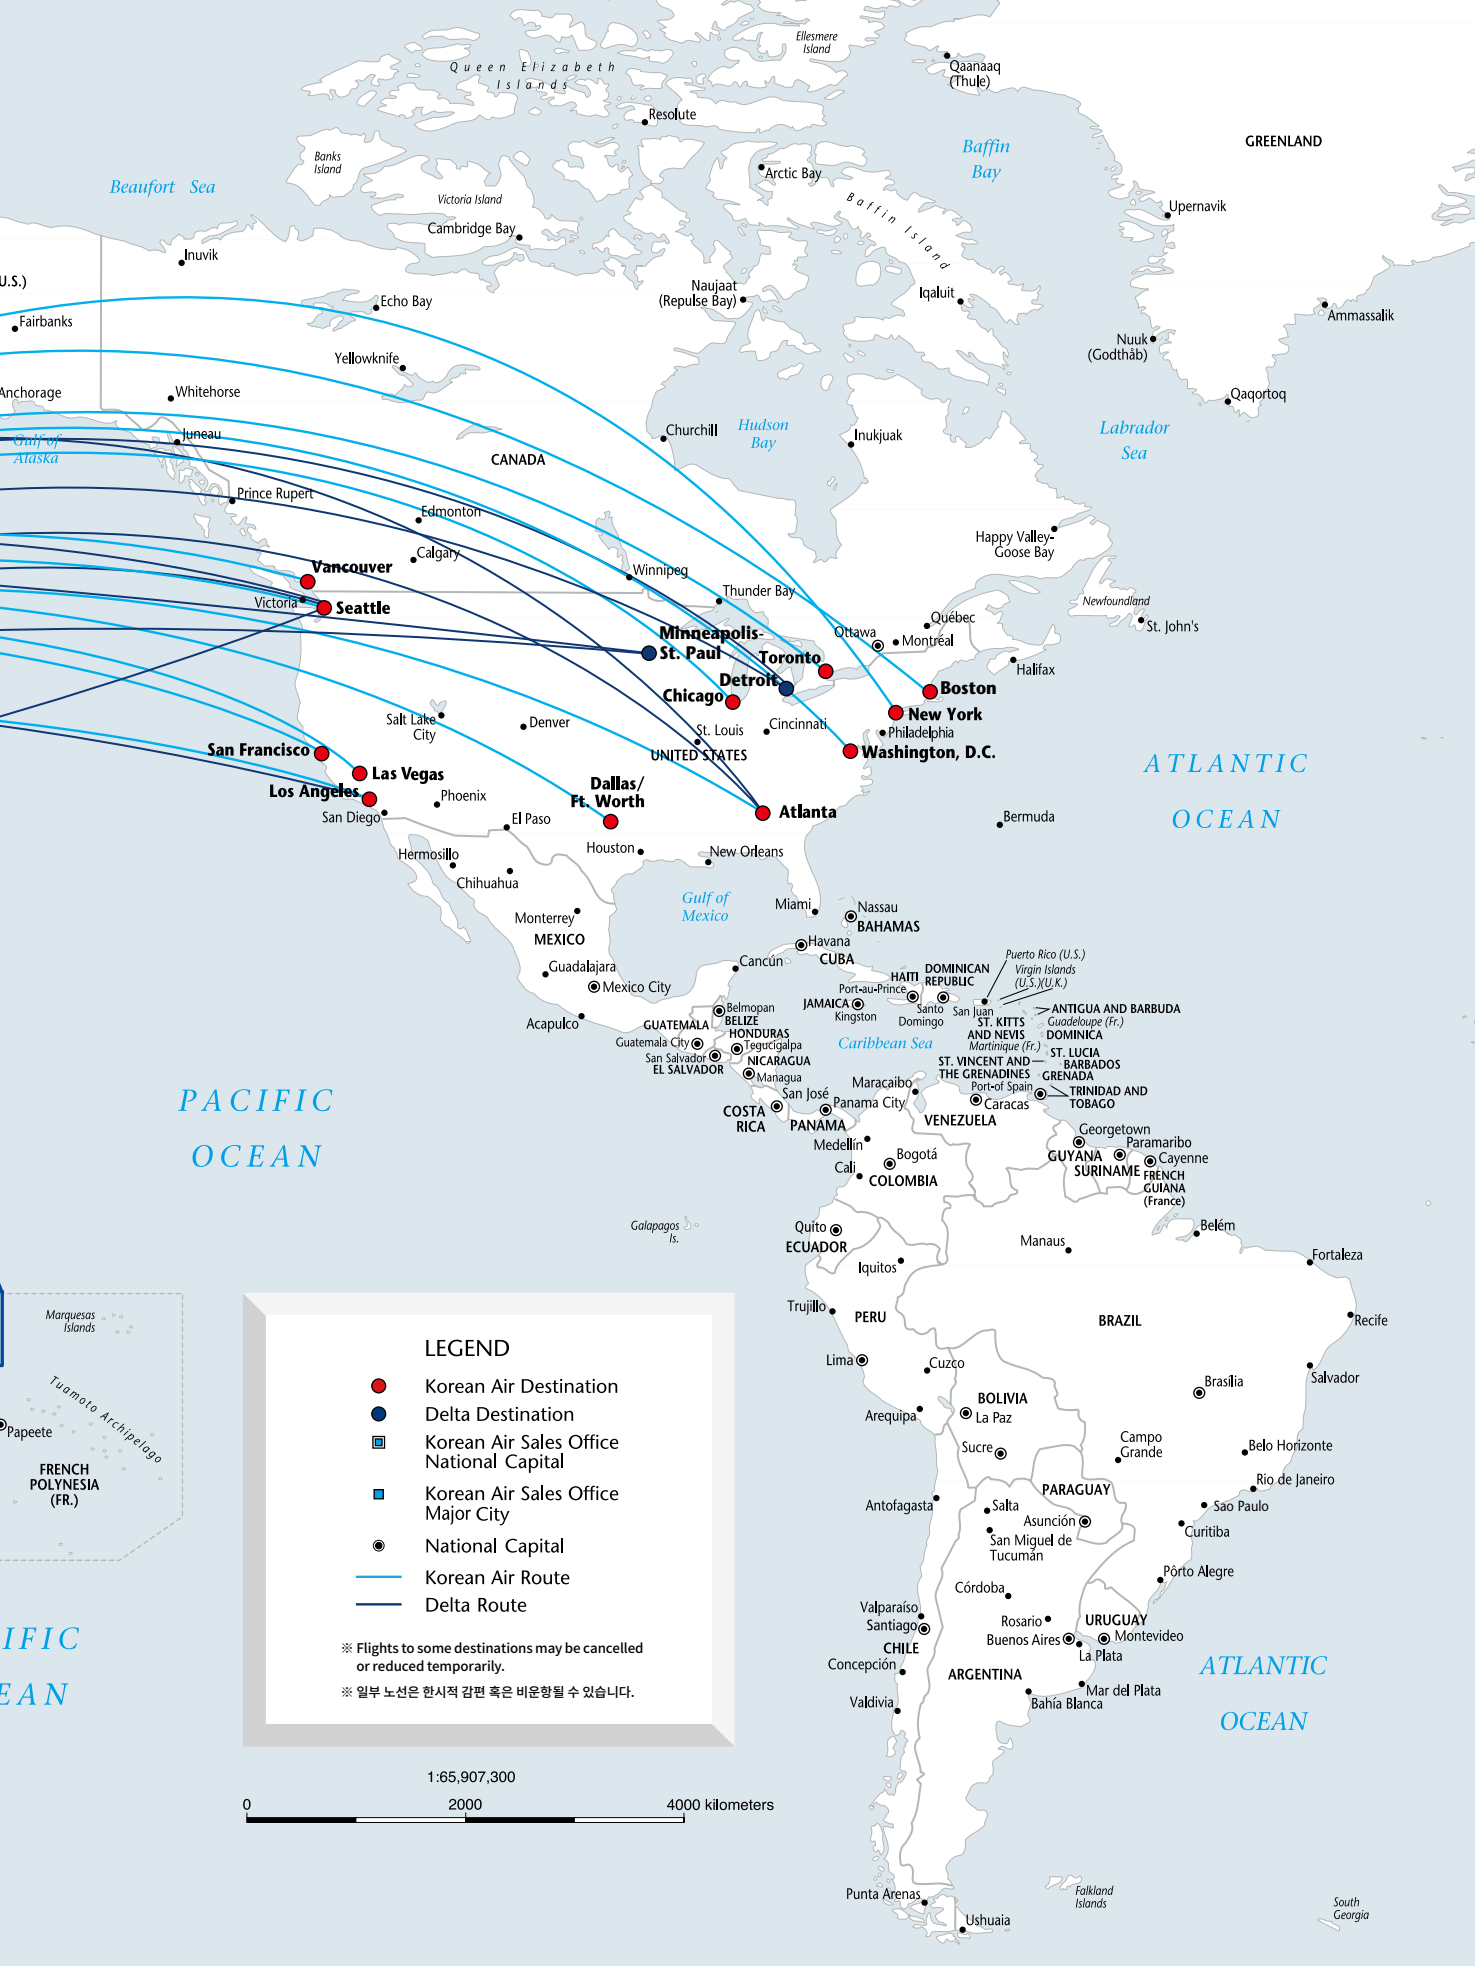 Ellesmere
Island
Queen Elizabeth
Islands
Qaanaaq
(Thule)
Resolute
GREENLAND
Baffin
Bay
Banks
Island
Arctic Bay
Beaufort Sea
Victoria Island
Baffin Island
Upernavik
Cambridge Bay
Inuvik
U.S.)
Naujaat
(Repulse Bay)
Iqaluit
Echo Bay
Ammassalik
Fairbanks
Nuuk
(Godthåb)
Yellowknife
Anchorage
Whitehorse
Qaqortoq
Gulf of
Alaska
Juneau
Churchill
Hudson
Bay
Inukjuak
Labrador
Sea
CANADA
Prince Rupert
Edmonton
Happy Valley-
Goose Bay
Calgary
Vancouver
Winnipeg
Thunder Bay
Victoria
Seattle
Newfoundland
Québec
St. John's
Ottawa
Montréal
Minneapolis-
St. Paul
Toronto
Halifax
Detroit
Boston
Chicago
New York
Salt Lake
City
Denver
St. Louis
Cincinnati
Philadelphia
San Francisco
UNITED STATES
Washington, D.C.
ATLANTIC
OCEAN
Las Vegas
Los Angeles
Phoenix
Dallas/
Ft. Worth
Atlanta
San Diego
El Paso
Bermuda
Houston
New Orleans
Hermosillo
Chihuahua
Gulf of
Mexico
Miami
Nassau
BAHAMAS
Monterrey
MEXICO
Havana
CUBA
Cancún
Guadalajara
Mexico City
HAITI
DOMINICAN
REPUBLIC
Puerto Rico (U.S.)
Virgin Islands
(U.S.)(U.K.)
Port-au-Prince
JAMAICA
Kingston
Santo
Domingo
San Juan
ANTIGUA AND BARBUDA
Guadeloupe (Fr.)
ST. KITTS
AND NEVIS
DOMINICA
Martinique (Fr.)
ST. LUCIA
BARBADOS
ST. VINCENT AND
THE GRENADINES
GRENADA
Port-of Spain
TRINIDAD AND
TOBAGO
Acapulco
Belmopan
BELIZE
GUATEMALA
HONDURAS
Guatemala City
Tegucigalpa
San Salvador
EL SALVADOR
NICARAGUA
Managua
Caribbean Sea
Maracaibo
San José
Panama City
Caracas
COSTA
RICA
PANAMA
VENEZUELA
PACIFIC
OCEAN
Medellín
Georgetown
Paramaribo
Bogotá
GUYANA
Cayenne
Cali
COLOMBIA
SURINAME
FRENCH
GUIANA
(France)
Galapagos
Is.
Quito
ECUADOR
Manaus
Belém
Iquitos
Fortaleza
Trujillo
PERU
BRAZIL
Recife
Lima
Cuzco
Salvador
Brasília
Marquesas
Islands
Tuamoto Archipelago
Papeete
FRENCH
POLYNESIA
(FR.)
BOLIVIA
Arequipa
La Paz
Sucre
Campo
Grande
Belo Horizonte
PARAGUAY
Rio de Janeiro
Antofagasta
Salta
Asunción
Sao Paulo
San Miguel de
Tucumán
Curitiba
Pôrto Alegre
Córdoba
Valparaíso
Santiago
Rosario
URUGUAY
Buenos Aires
Montevideo
CHILE
La Plata
Concepción
ARGENTINA
Valdivia
Mar del Plata
Bahía Blanca
ATLANTIC
OCEAN
IFIC
EAN
LEGEND
Korean Air Destination
Delta Destination
Korean Air Sales Office
National Capital
Korean Air Sales Office
Major City
National Capital
Korean Air Route
Delta Route
※ Flights to some destinations may be cancelled
or reduced temporarily.
※ 일부 노선은 한시적 감편 혹은 비운항될 수 있습니다.
1:65,907,300
0 2000 4000 kilometers
Punta Arenas
Ushuaia
Falkland
Islands
South
Georgia